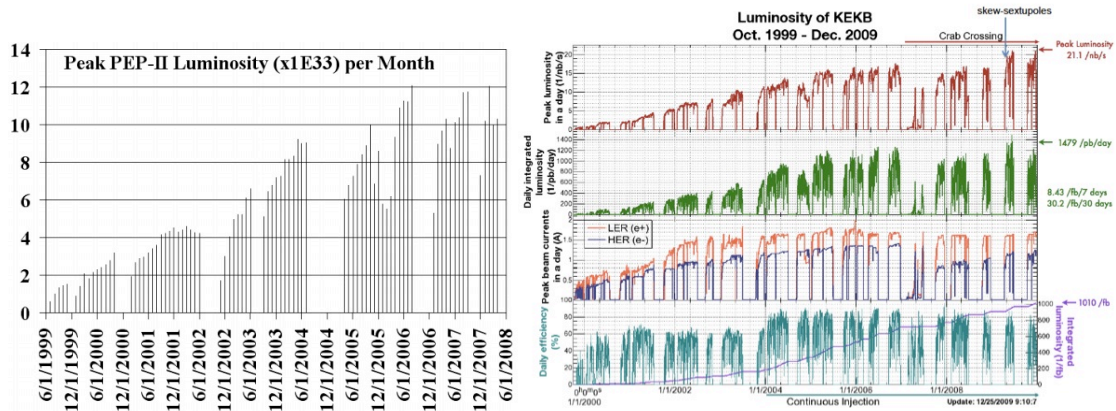 Peak PEP-II Luminosity (x1E33) per Month
14
12
10
8
6
4
2
0
6/1/1999
12/1/1999
6/1/2000
12/1/2000
6/1/2001
12/1/2001
6/1/2002
12/1/2002
6/1/2003
12/1/2003
6/1/2004
12/1/2004
6/1/2005
12/1/2005
6/1/2006
12/1/2006
6/1/2007
12/1/2007
6/1/2008
Luminosity of KEKB
Oct. 1999 - Dec. 2009
skew-sextupoles
Crab Crossing
Peak Luminosity
21.1 /nb/s
Peak luminosity
in a day (1/nb/s)
20
15
10
5
0
Daily integrated
luminosity
(1/pb/day)
1400
1200
1000
800
600
400
200
0
1479 /pb/day
8.43 /fb/7 days
30.2 /fb/30 days
Peak beam currents
in a day (A)
2
1.5
1
LER (e+)
HER (e-)
Daily efficiency
(%)
80
60
40
20
0
1010 /fb
1000
800
600
400
200
0
Integrated
luminosity (1/fb)
1/1/2000
1/1/2002
1/1/2004
1/1/2006
1/1/2008
Continuous Injection
Update: 12/25/2009 9:10:7